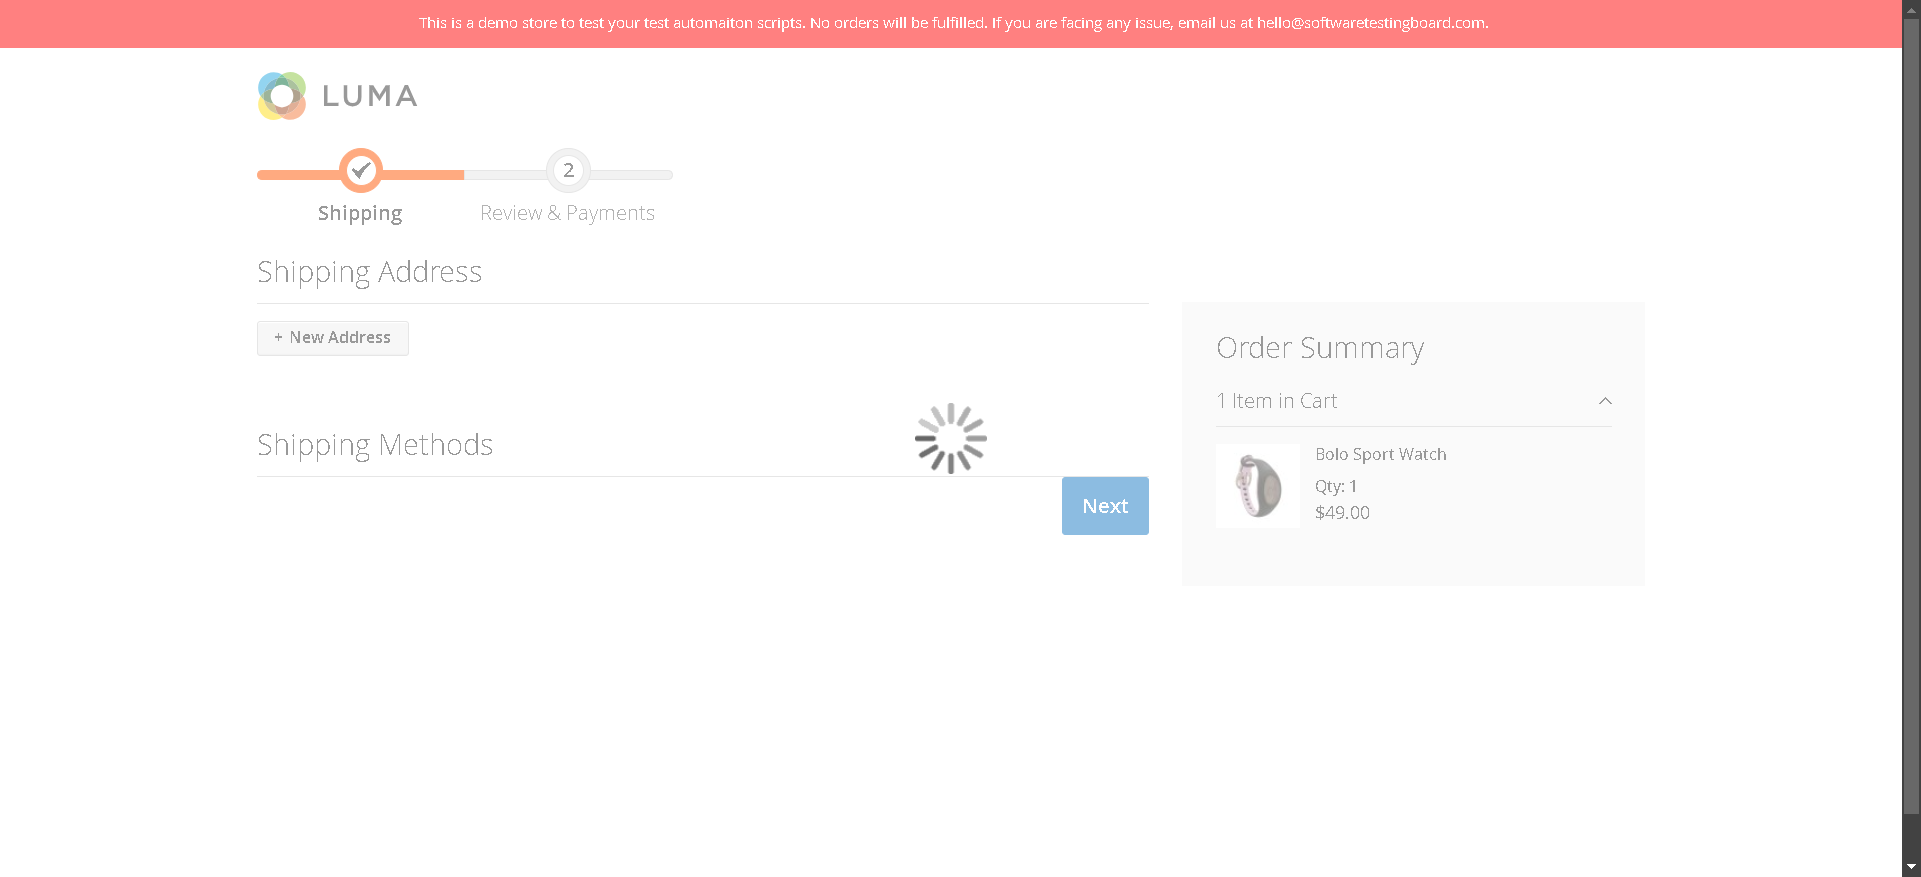 This is a demo store to test your test automaiton scripts. No orders will be fulfilled. If you are facing any issue, email us at hello@softwaretestingboard.com.
LUMA
2
Shipping
Review & Payments
Shipping Address
+ New Address
Shipping Methods
Next
Order Summary
1 Item in Cart
Bolo Sport Watch
Qty: 1
$49.00